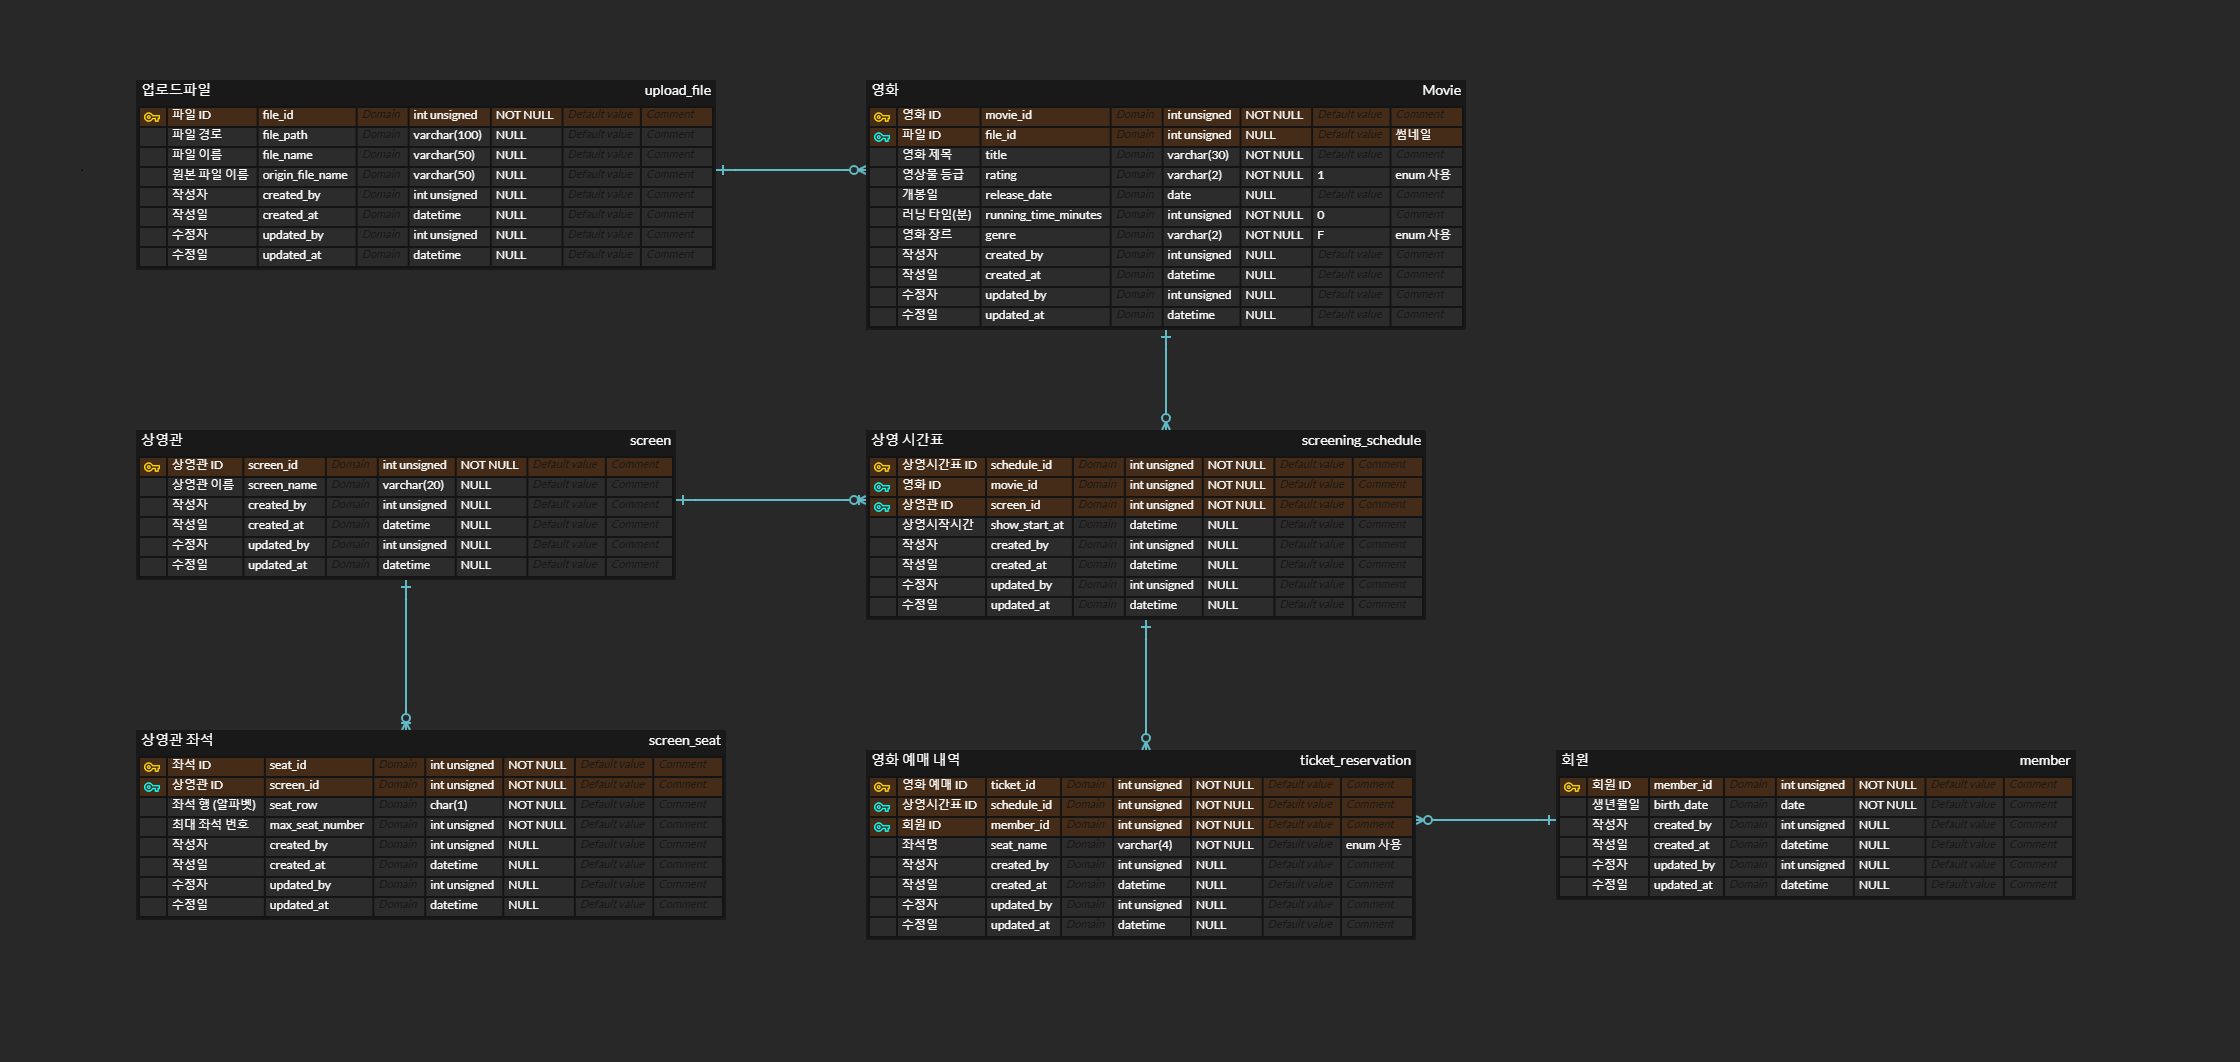 업로드파일 upload_file
파일 ID file_id Domain int unsigned NOT NULL Default value Comment
파일 경로 file_path Domain varchar(100) NULL Default value Comment
파일 이름 file_name Domain varchar(50) NULL Default value Comment
원본 파일 이름 origin_file_name Domain varchar(50) NULL Default value Comment
작성자 created_by Domain int unsigned NULL Default value Comment
작성일 created_at Domain datetime NULL Default value Comment
수정자 updated_by Domain int unsigned NULL Default value Comment
수정일 updated_at Domain datetime NULL Default value Comment
영화 Movie
영화 ID movie_id Domain int unsigned NOT NULL Default value Comment
파일 ID file_id Domain int unsigned NULL Default value 썸네일
영화 제목 title Domain varchar(30) NOT NULL Default value Comment
영상물 등급 rating Domain varchar(2) NOT NULL 1 enum 사용
개봉일 release_date Domain date NULL Default value Comment
러닝 타임(분) running_time_minutes Domain int unsigned NOT NULL 0 Comment
영화 장르 genre Domain varchar(2) NOT NULL F enum 사용
작성자 created_by Domain int unsigned NULL Default value Comment
작성일 created_at Domain datetime NULL Default value Comment
수정자 updated_by Domain int unsigned NULL Default value Comment
수정일 updated_at Domain datetime NULL Default value Comment
상영관 screen
상영관 ID screen_id Domain int unsigned NOT NULL Default value Comment
상영관 이름 screen_name Domain varchar(20) NULL Default value Comment
작성자 created_by Domain int unsigned NULL Default value Comment
작성일 created_at Domain datetime NULL Default value Comment
수정자 updated_by Domain int unsigned NULL Default value Comment
수정일 updated_at Domain datetime NULL Default value Comment
상영 시간표 screening_schedule
상영시간표 ID schedule_id Domain int unsigned NOT NULL Default value Comment
영화 ID movie_id Domain int unsigned NOT NULL Default value Comment
상영관 ID screen_id Domain int unsigned NOT NULL Default value Comment
상영시작시간 show_start_at Domain datetime NULL Default value Comment
작성자 created_by Domain int unsigned NULL Default value Comment
작성일 created_at Domain datetime NULL Default value Comment
수정자 updated_by Domain int unsigned NULL Default value Comment
수정일 updated_at Domain datetime NULL Default value Comment
상영관 좌석 screen_seat
좌석 ID seat_id Domain int unsigned NOT NULL Default value Comment
상영관 ID screen_id Domain int unsigned NOT NULL Default value Comment
좌석 행 (알파벳) seat_row Domain char(1) NOT NULL Default value Comment
최대 좌석 번호 max_seat_number Domain int unsigned NOT NULL Default value Comment
작성자 created_by Domain int unsigned NULL Default value Comment
작성일 created_at Domain datetime NULL Default value Comment
수정자 updated_by Domain int unsigned NULL Default value Comment
수정일 updated_at Domain datetime NULL Default value Comment
영화 예매 내역 ticket_reservation
영화 예매 ID ticket_id Domain int unsigned NOT NULL Default value Comment
상영시간표 ID schedule_id Domain int unsigned NOT NULL Default value Comment
회원 ID member_id Domain int unsigned NOT NULL Default value Comment
좌석명 seat_name Domain varchar(4) NOT NULL Default value enum 사용
작성자 created_by Domain int unsigned NULL Default value Comment
작성일 created_at Domain datetime NULL Default value Comment
수정자 updated_by Domain int unsigned NULL Default value Comment
수정일 updated_at Domain datetime NULL Default value Comment
회원 member
회원 ID member_id Domain int unsigned NOT NULL Default value Comment
생년월일 birth_date Domain date NOT NULL Default value Comment
작성자 created_by Domain int unsigned NULL Default value Comment
작성일 created_at Domain datetime NULL Default value Comment
수정자 updated_by Domain int unsigned NULL Default value Comment
수정일 updated_at Domain datetime NULL Default value Comment